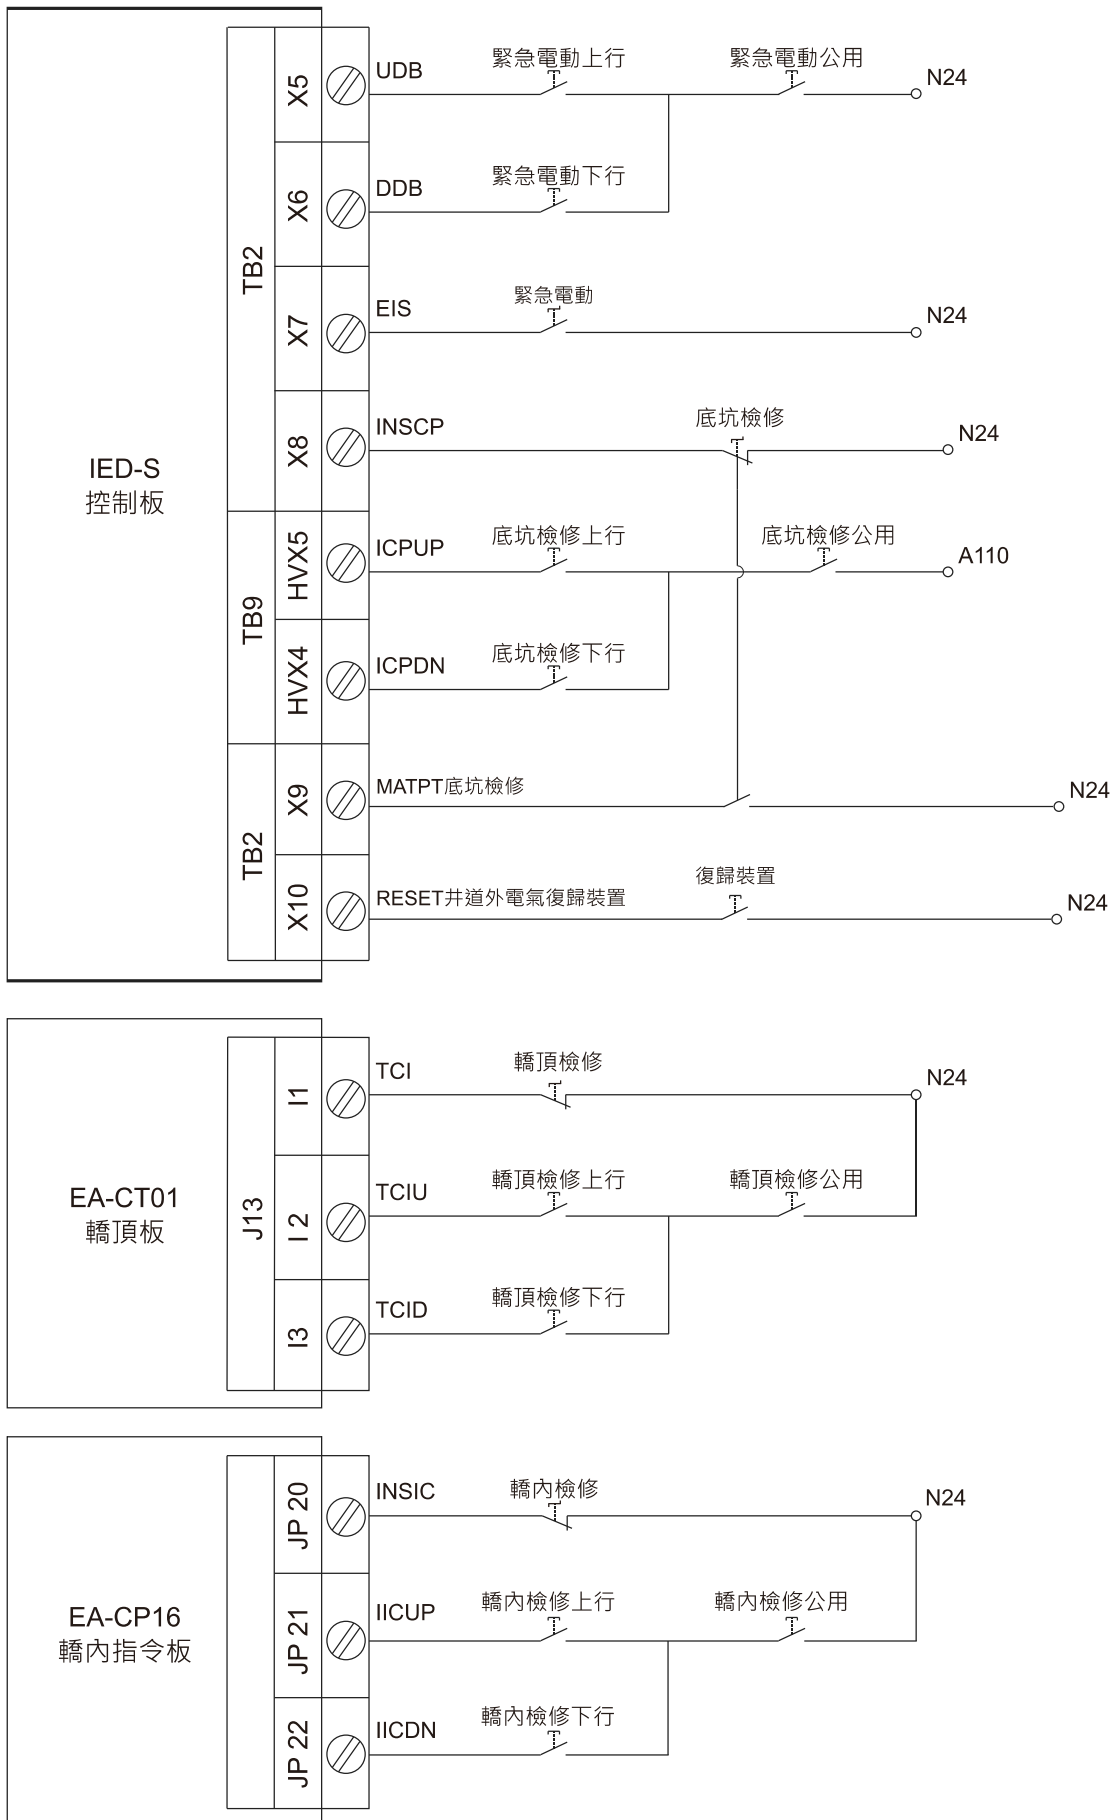 IED-S
控制板
TB2
X5
UDB
緊急電動上行
緊急電動公用
N24
X6
DDB
緊急電動下行
X7
EIS
緊急電動
N24
X8
INSCP
底坑檢修
N24
TB9
HVX5
ICPUP
底坑檢修上行
底坑檢修公用
A110
HVX4
ICPDN
底坑檢修下行
TB2
X9
MATPT底坑檢修
N24
X10
RESET井道外電氣復歸裝置
復歸裝置
N24
EA-CT01
轎頂板
J13
I1
TCI
轎頂檢修
N24
I 2
TCIU
轎頂檢修上行
轎頂檢修公用
I3
TCID
轎頂檢修下行
EA-CP16
轎內指令板
JP 20
INSIC
轎內檢修
N24
JP 21
IICUP
轎內檢修上行
轎內檢修公用
JP 22
IICDN
轎內檢修下行